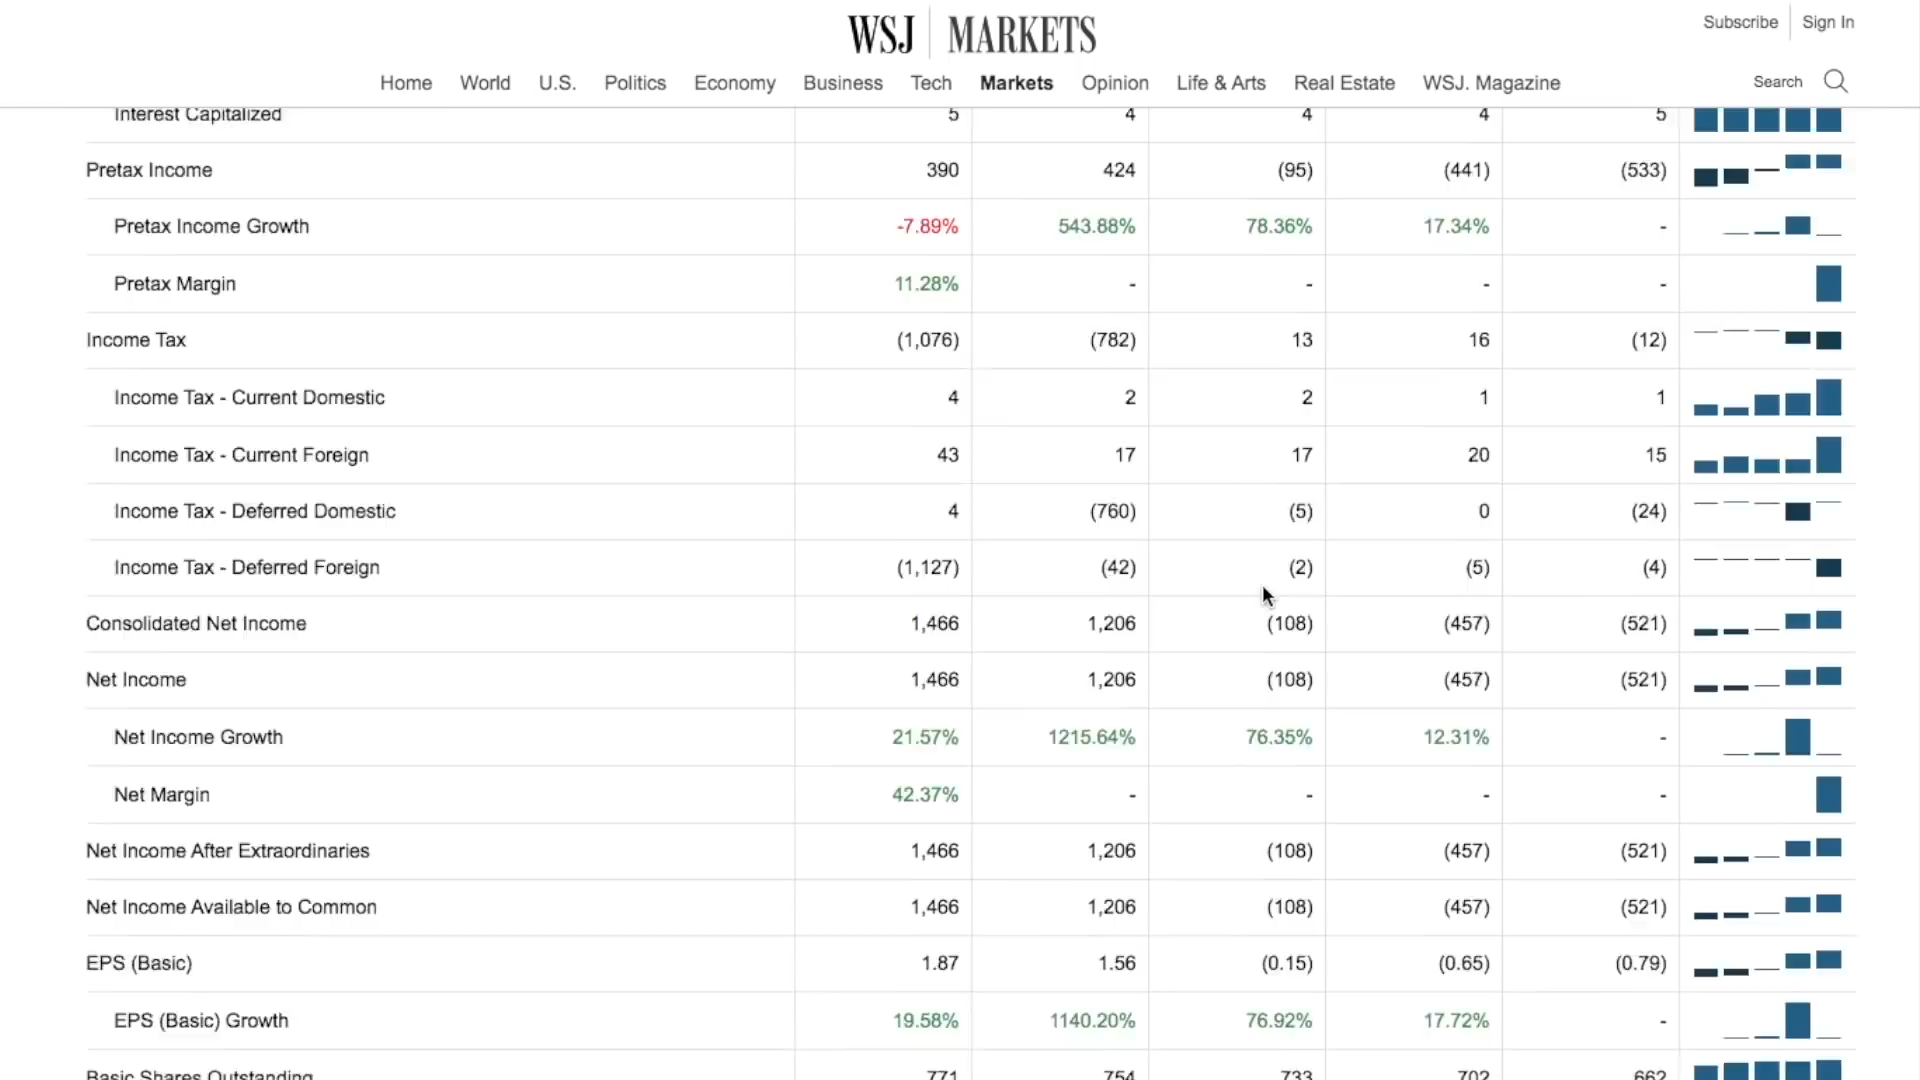 WSJ | MARKETS
Subscribe Sign In
Home World U.S. Politics Economy Business Tech Markets Opinion Life & Arts Real Estate WSJ. Magazine Search
Interest Capitalized 5 4 4 4 5
Pretax Income 390 424 (95) (441) (533)
Pretax Income Growth -7.89% 543.88% 78.36% 17.34% -
Pretax Margin 11.28% - - - -
Income Tax (1,076) (782) 13 16 (12)
Income Tax - Current Domestic 4 2 2 1 1
Income Tax - Current Foreign 43 17 17 20 15
Income Tax - Deferred Domestic 4 (760) (5) 0 (24)
Income Tax - Deferred Foreign (1,127) (42) (2) (5) (4)
Consolidated Net Income 1,466 1,206 (108) (457) (521)
Net Income 1,466 1,206 (108) (457) (521)
Net Income Growth 21.57% 1215.64% 76.35% 12.31% -
Net Margin 42.37% - - - -
Net Income After Extraordinaries 1,466 1,206 (108) (457) (521)
Net Income Available to Common 1,466 1,206 (108) (457) (521)
EPS (Basic) 1.87 1.56 (0.15) (0.65) (0.79)
EPS (Basic) Growth 19.58% 1140.20% 76.92% 17.72% -
Basic Shares Outstanding 771 754 733 702 662